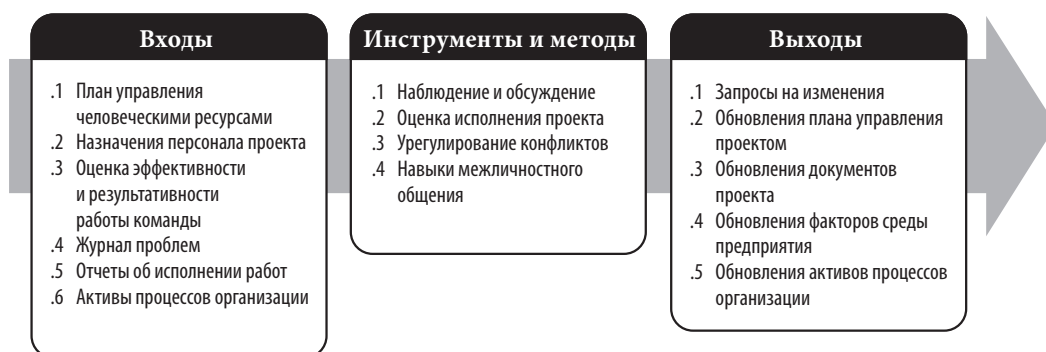 Входы
.1 План управления
человеческими ресурсами
.2 Назначения персонала проекта
.3 Оценка эффективности
и результативности
работы команды
.4 Журнал проблем
.5 Отчеты об исполнении работ
.6 Активы процессов организации
Инструменты и методы
.1 Наблюдение и обсуждение
.2 Оценка исполнения проекта
.3 Урегулирование конфликтов
.4 Навыки межличностного
общения
Выходы
.1 Запросы на изменения
.2 Обновления плана управления
проектом
.3 Обновления документов
проекта
.4 Обновления факторов среды
предприятия
.5 Обновления активов процессов
организации